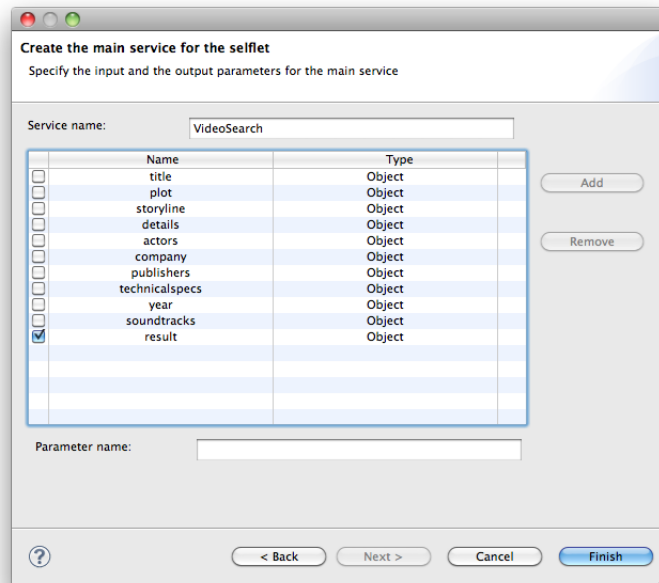 Create the main service for the selflet
Specify the input and the output parameters for the main service
Service name: VideoSearch
Name Type
title Object
plot Object
storyline Object
details Object
actors Object
company Object
publishers Object
technicalspecs Object
year Object
soundtracks Object
result Object
Add
Remove
Parameter name:
? < Back Next > Cancel Finish